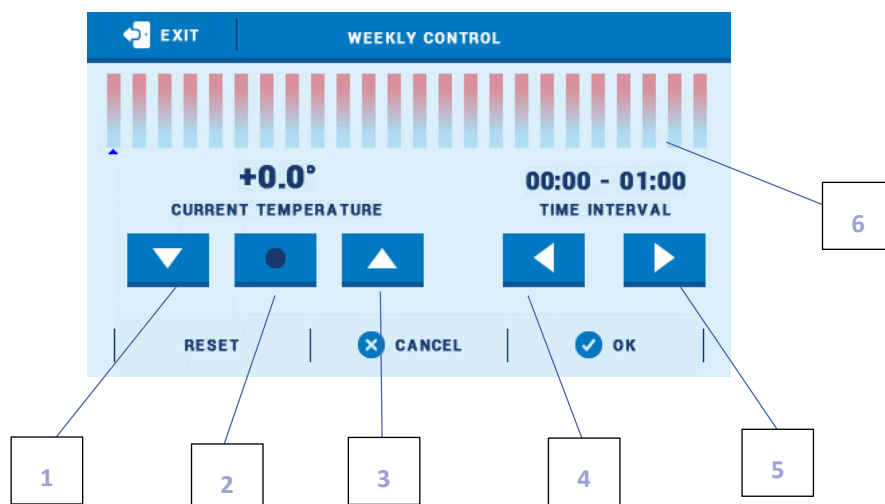 EXIT WEEKLY CONTROL
+0.0° 00:00 - 01:00
CURRENT TEMPERATURE TIME INTERVAL
6
RESET CANCEL OK
1 2 3 4 5